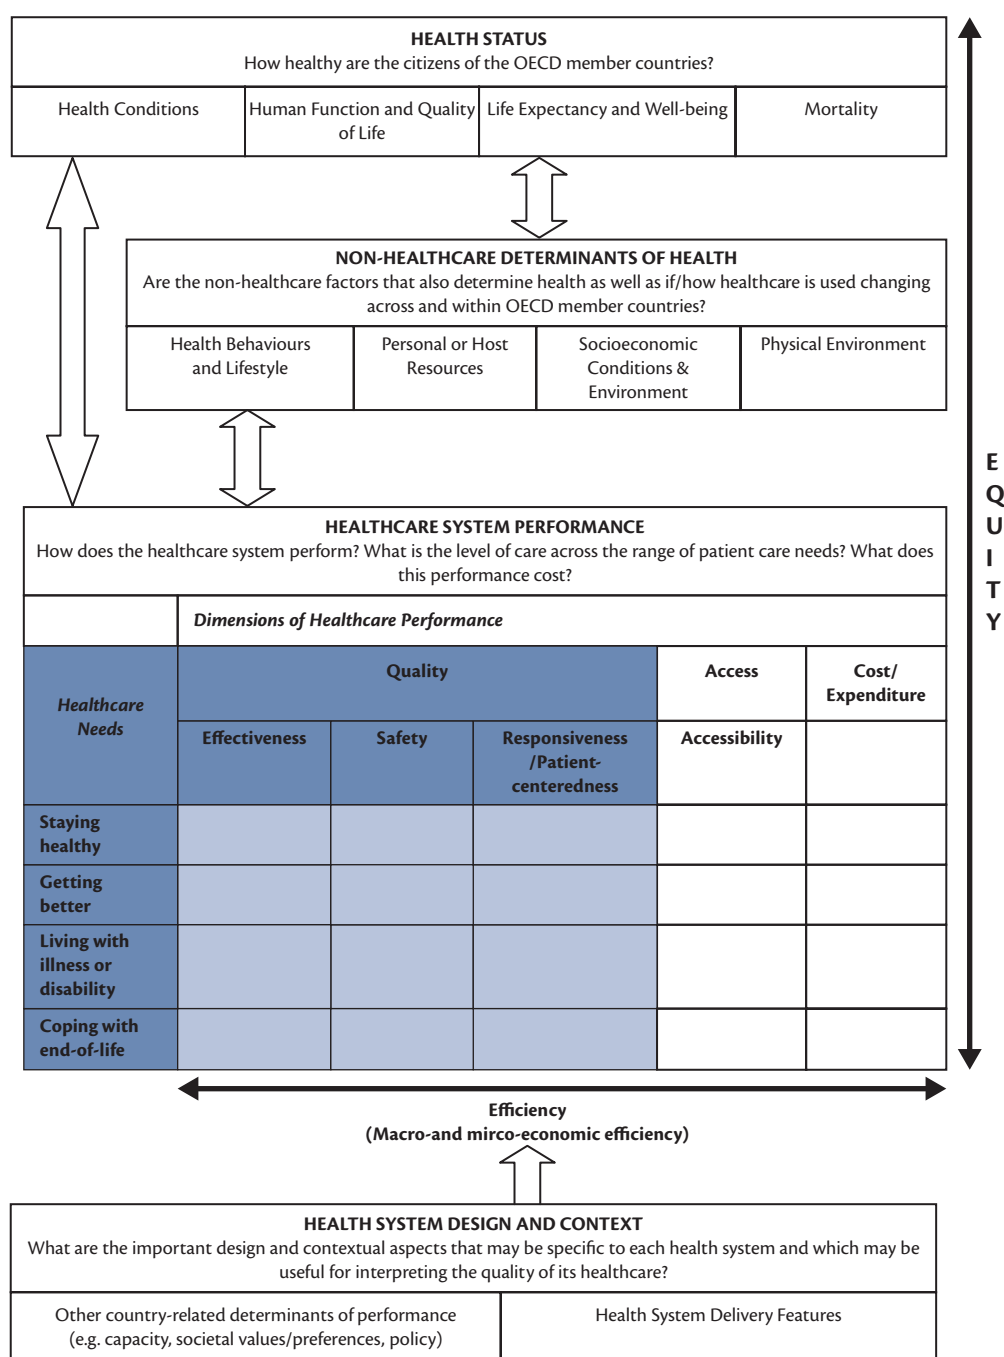 HEALTH STATUS
How healthy are the citizens of the OECD member countries?
Health Conditions
Human Function and Quality
of Life
Life Expectancy and Well-being
Mortality
NON-HEALTHCARE DETERMINANTS OF HEALTH
Are the non-healthcare factors that also determine health as well as if/how healthcare is used changing
across and within OECD member countries?
Health Behaviours
and Lifestyle
Personal or Host
Resources
Socioeconomic
Conditions &
Environment
Physical Environment
HEALTHCARE SYSTEM PERFORMANCE
How does the healthcare system perform? What is the level of care across the range of patient care needs? What does
this performance cost?
Dimensions of Healthcare Performance
Healthcare
Needs
Quality
Access
Cost/
Expenditure
Effectiveness
Safety
Responsiveness
/Patient-
centeredness
Accessibility
Staying
healthy
Getting
better
Living with
illness or
disability
Coping with
end-of-life
E
Q
U
I
T
Y
Efficiency
(Macro-and mirco-economic efficiency)
HEALTH SYSTEM DESIGN AND CONTEXT
What are the important design and contextual aspects that may be specific to each health system and which may be
useful for interpreting the quality of its healthcare?
Other country-related determinants of performance
(e.g. capacity, societal values/preferences, policy)
Health System Delivery Features